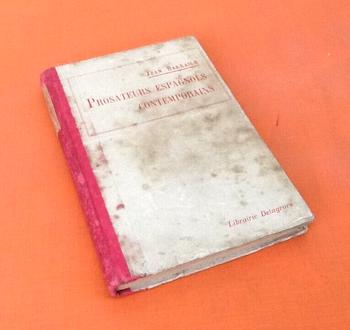 JEAN SARRAILH
PROSATEURS ESPAGNOLS
CONTEMPORAINS
Librairie Delagrave